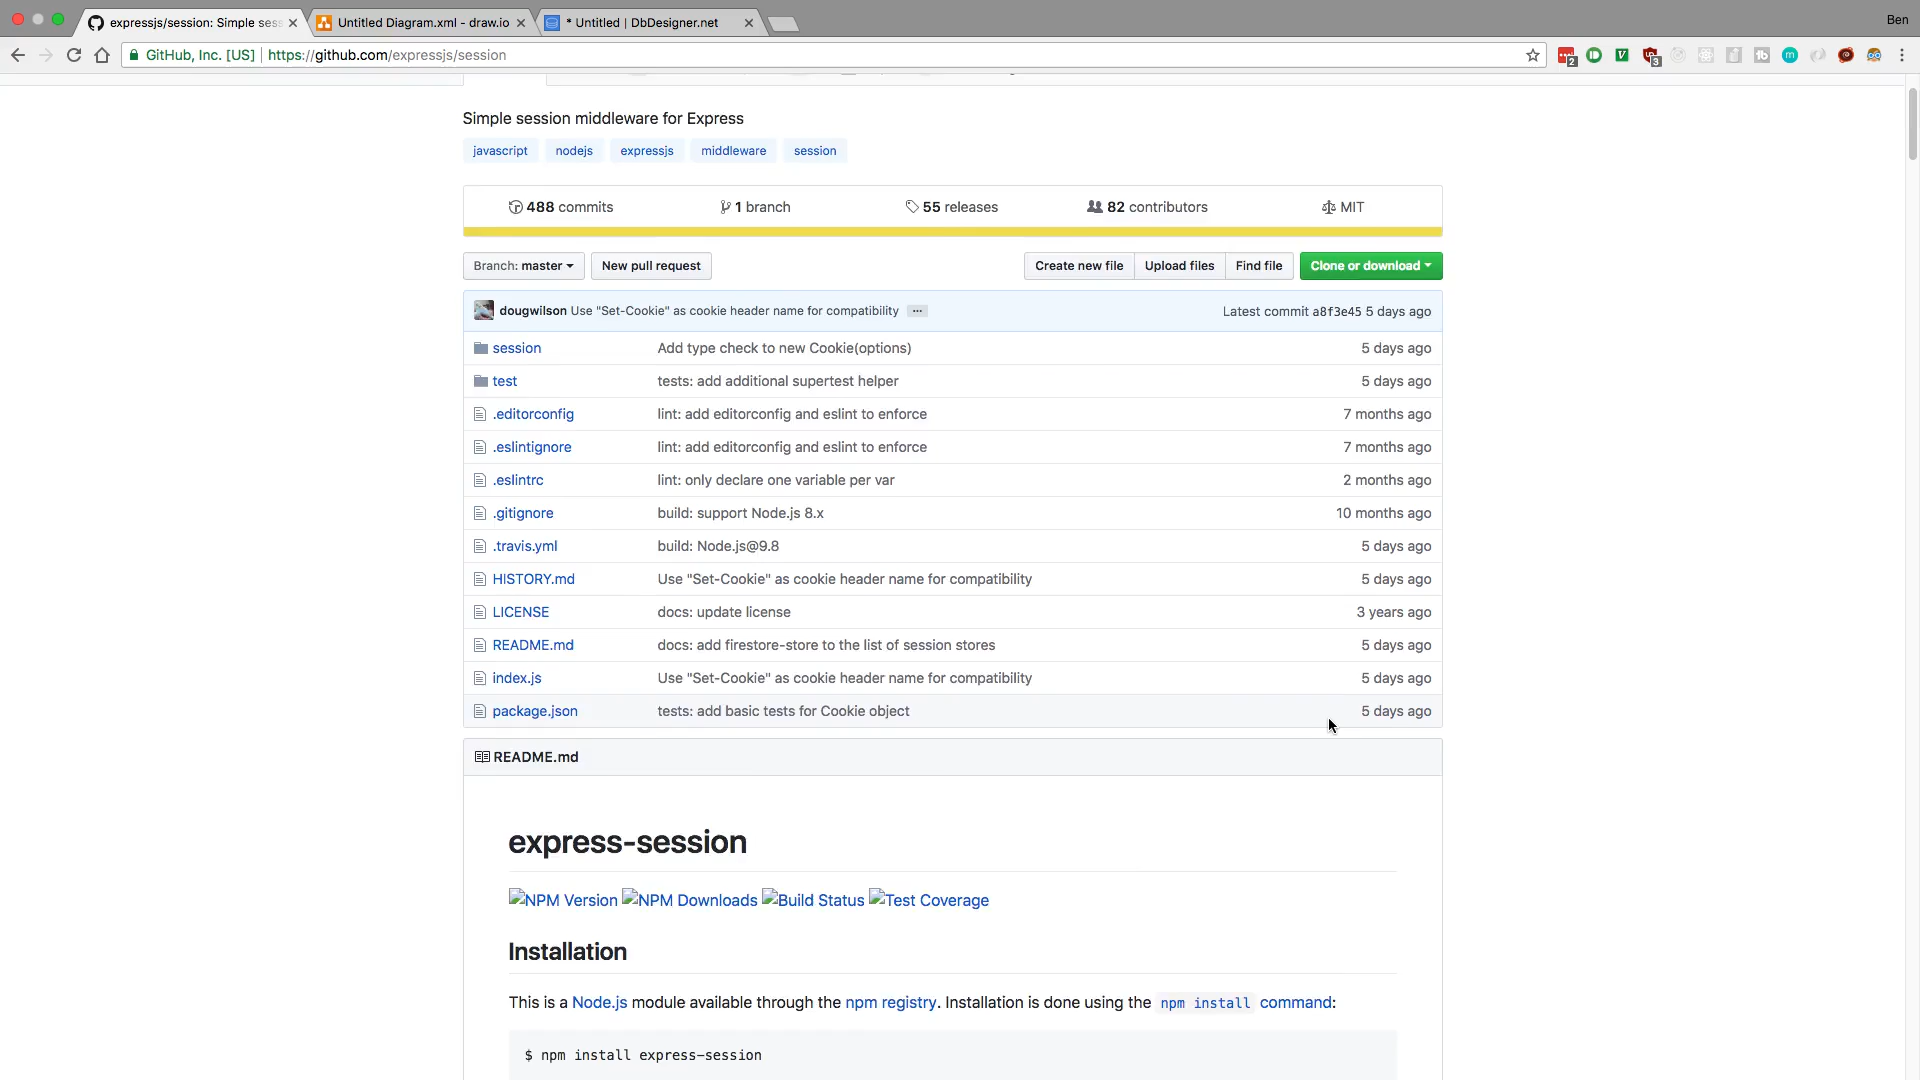 expressjs/session: Simple sess
Untitled Diagram.xml - draw.io
* Untitled | DbDesigner.net
Ben
GitHub, Inc. [US] | https://github.com/expressjs/session
2
3
Simple session middleware for Express
javascript nodejs expressjs middleware session
488 commits 1 branch 55 releases 82 contributors MIT
Branch: master New pull request Create new file Upload files Find file Clone or download
dougwilson Use "Set-Cookie" as cookie header name for compatibility ... Latest commit a8f3e45 5 days ago
session Add type check to new Cookie(options) 5 days ago
test tests: add additional supertest helper 5 days ago
.editorconfig lint: add editorconfig and eslint to enforce 7 months ago
.eslintignore lint: add editorconfig and eslint to enforce 7 months ago
.eslintrc lint: only declare one variable per var 2 months ago
.gitignore build: support Node.js 8.x 10 months ago
.travis.yml build: Node.js@9.8 5 days ago
HISTORY.md Use "Set-Cookie" as cookie header name for compatibility 5 days ago
LICENSE docs: update license 3 years ago
README.md docs: add firestore-store to the list of session stores 5 days ago
index.js Use "Set-Cookie" as cookie header name for compatibility 5 days ago
package.json tests: add basic tests for Cookie object 5 days ago
README.md
express-session
NPM Version NPM Downloads Build Status Test Coverage
Installation
This is a Node.js module available through the npm registry. Installation is done using the npm install command:
$ npm install express-session